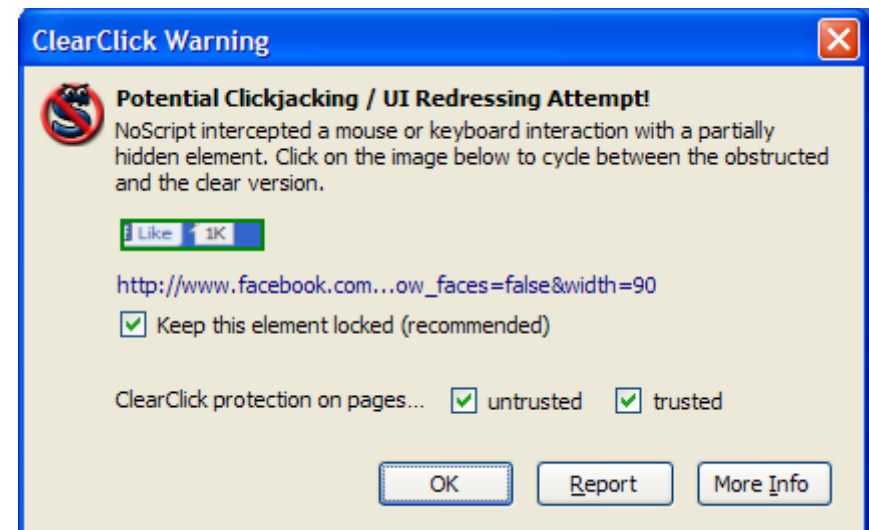 ClearClick Warning
Potential Clickjacking / UI Redressing Attempt!
NoScript intercepted a mouse or keyboard interaction with a partially
hidden element. Click on the image below to cycle between the obstructed
and the clear version.
Like 1K
http://www.facebook.com...ow_faces=false&width=90
Keep this element locked (recommended)
ClearClick protection on pages... untrusted trusted
OK Report More Info